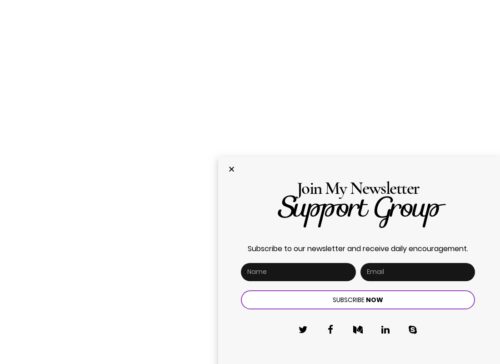 Join My Newsletter
Support Group
Subscribe to our newsletter and receive daily encouragement.
Name Email
SUBSCRIBE NOW